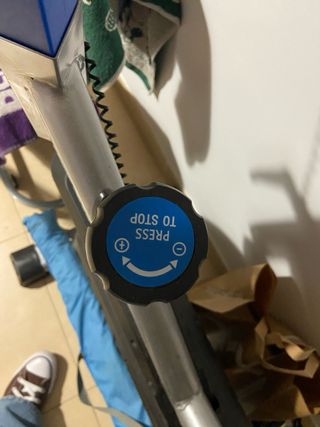 PRESS
TO STOP
- +